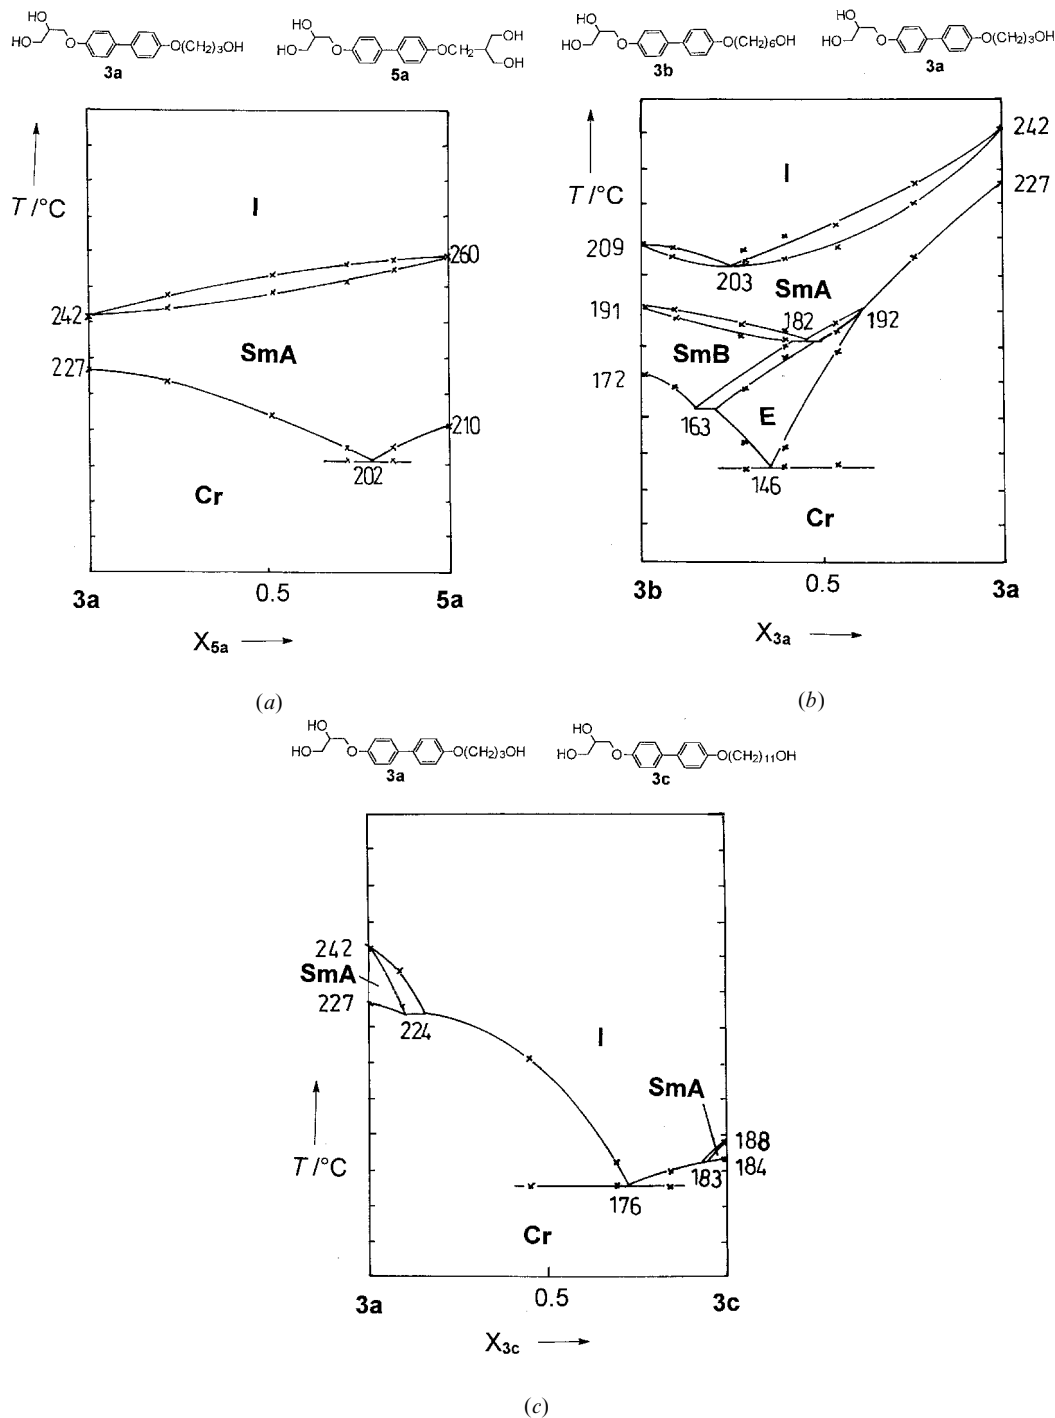 HO
HO
O
O(CH2)3OH
3a
HO
HO
O
OCH2
OH
OH
5a
HO
HO
O
O(CH2)6OH
3b
HO
HO
O
O(CH2)3OH
3a
T/°C
I
260
242
SmA
227
210
202
Cr
3a
0.5
5a
X5a
(a)
T/°C
242
I
227
209
203
SmA
191
182
192
SmB
172
E
163
146
Cr
3b
0.5
3a
X3a
(b)
HO
HO
O
O(CH2)3OH
3a
HO
HO
O
O(CH2)11OH
3c
242
SmA
227
224
I
SmA
188
T/°C
183
184
176
Cr
3a
0.5
3c
X3c
(c)